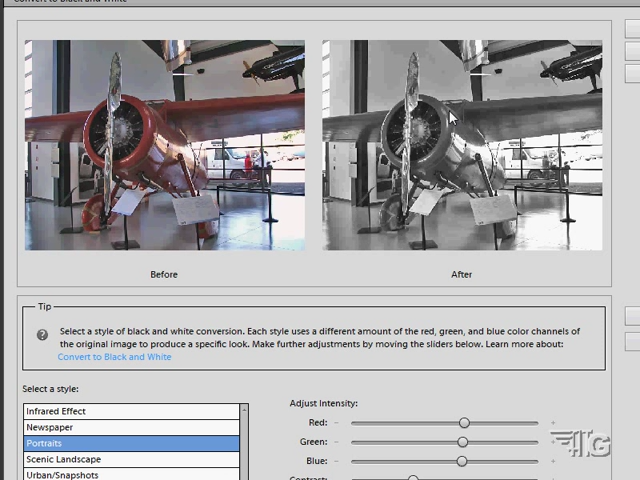 Convert to Black and White
Before
After
Tip
Select a style of black and white conversion. Each style uses a different amount of the red, green, and blue color channels of
the original image to produce a specific look. Make further adjustments by moving the sliders below. Learn more about:
Convert to Black and White
Select a style:
Infrared Effect
Newspaper
Portraits
Scenic Landscape
Urban/Snapshots
Adjust Intensity:
Red:
Green:
Blue:
Contrast: